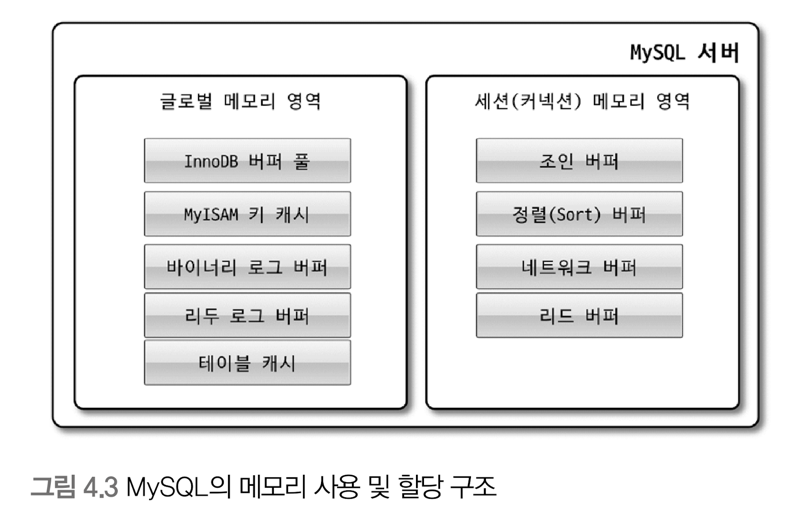 MySQL 서버
글로벌 메모리 영역
InnoDB 버퍼 풀
MyISAM 키 캐시
바이너리 로그 버퍼
리두 로그 버퍼
테이블 캐시
세션(커넥션) 메모리 영역
조인 버퍼
정렬(Sort) 버퍼
네트워크 버퍼
리드 버퍼
그림 4.3 MySQL의 메모리 사용 및 할당 구조